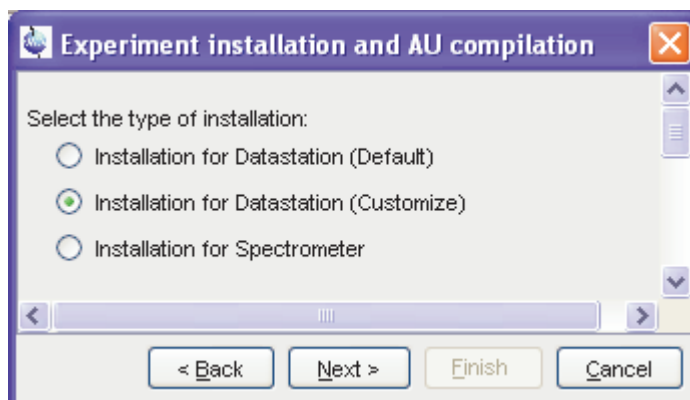 Experiment installation and AU compilation
Select the type of installation:
Installation for Datastation (Default)
Installation for Datastation (Customize)
Installation for Spectrometer
< Back Next > Finish Cancel